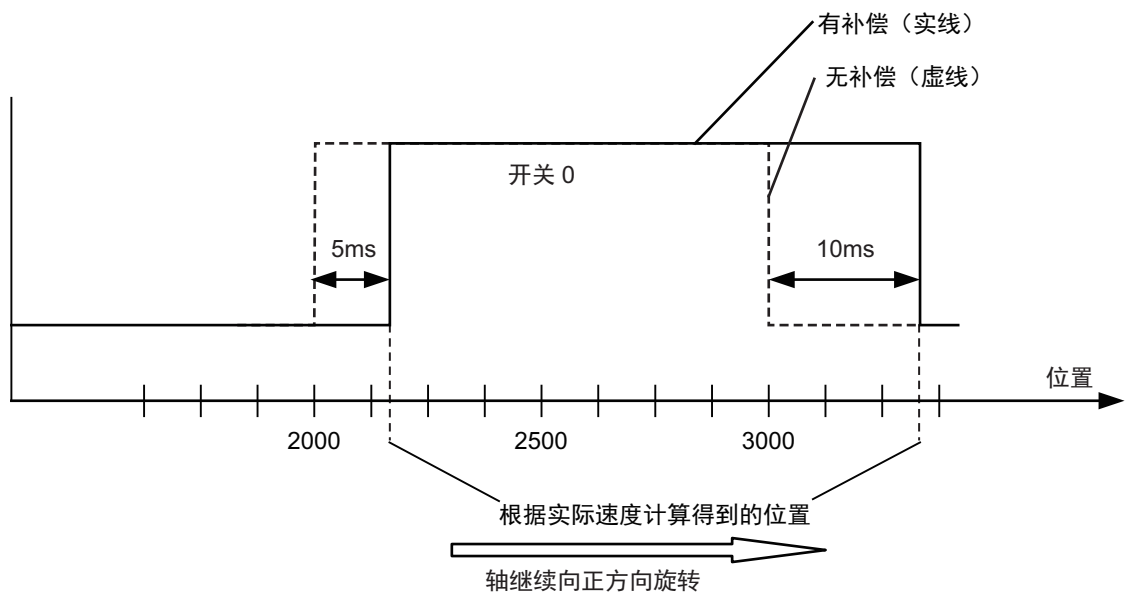 有补偿（实线）
无补偿（虚线）
开关 0
5ms
10ms
位置
2000
2500
3000
根据实际速度计算得到的位置
轴继续向正方向旋转